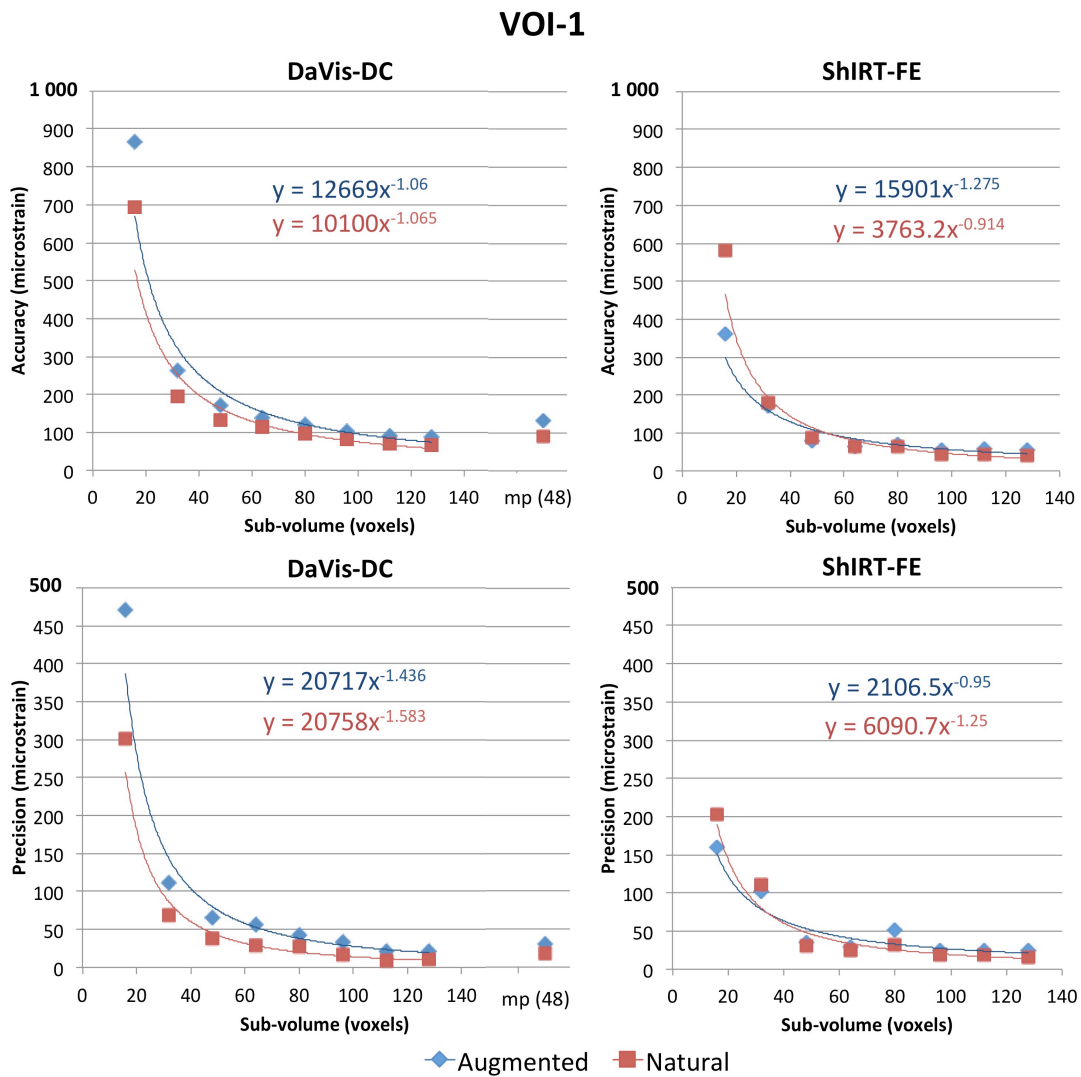 VOI-1
DaVis-DC
1 000
900
800
700
600
500
400
300
200
100
0
Accuracy (microstrain)
y = 12669x^-1.06
y = 10100x^-1.065
0 20 40 60 80 100 120 140 mp (48)
Sub-volume (voxels)
ShIRT-FE
1 000
900
800
700
600
500
400
300
200
100
0
Accuracy (microstrain)
y = 15901x^-1.275
y = 3763.2x^-0.914
0 20 40 60 80 100 120 140
Sub-volume (voxels)
DaVis-DC
500
450
400
350
300
250
200
150
100
50
0
Precision (microstrain)
y = 20717x^-1.436
y = 20758x^-1.583
0 20 40 60 80 100 120 140 mp (48)
Sub-volume (voxels)
ShIRT-FE
500
450
400
350
300
250
200
150
100
50
0
Precision (microstrain)
y = 2106.5x^-0.95
y = 6090.7x^-1.25
0 20 40 60 80 100 120 140
Sub-volume (voxels)
Augmented Natural